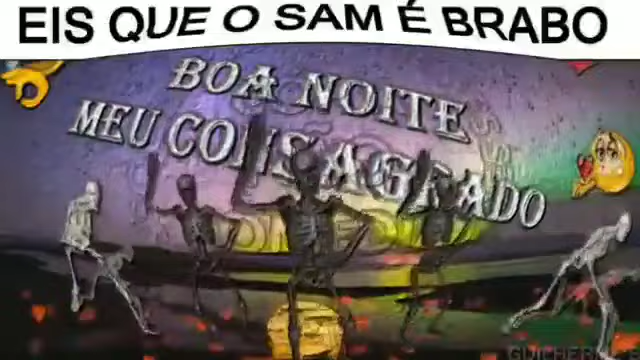 EIS QUE O SAM É BRABO
BOA NOITE
MEU CONSAGRADO